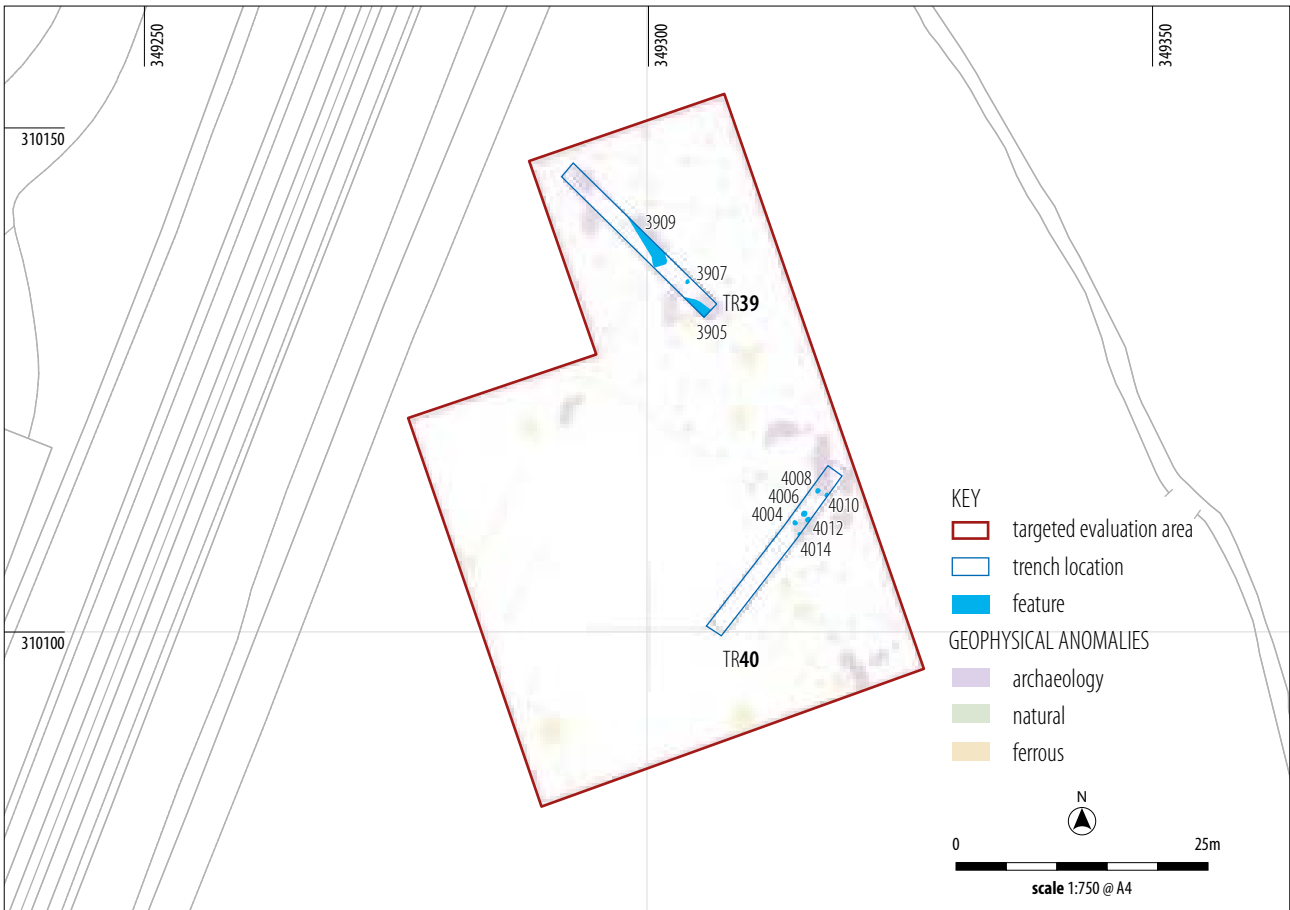 349250
349300
349350
310150
3909
3907
TR39
3905
4008
4006
4010
4004
4012
4014
310100
TR40
KEY
targeted evaluation area
trench location
feature
GEOPHYSICAL ANOMALIES
archaeology
natural
ferrous
N
0 25m
scale 1:750 @ A4